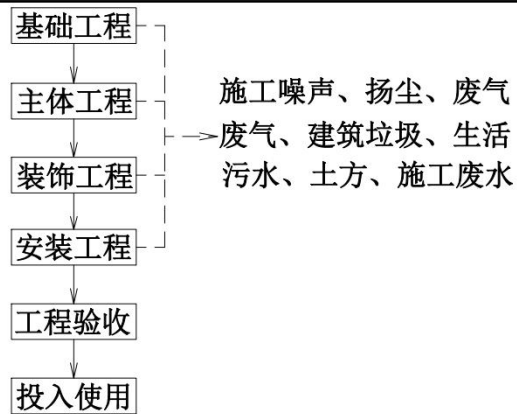 基础工程
主体工程
装饰工程
安装工程
工程验收
投入使用
施工噪声、扬尘、废气
废气、建筑垃圾、生活
污水、土方、施工废水